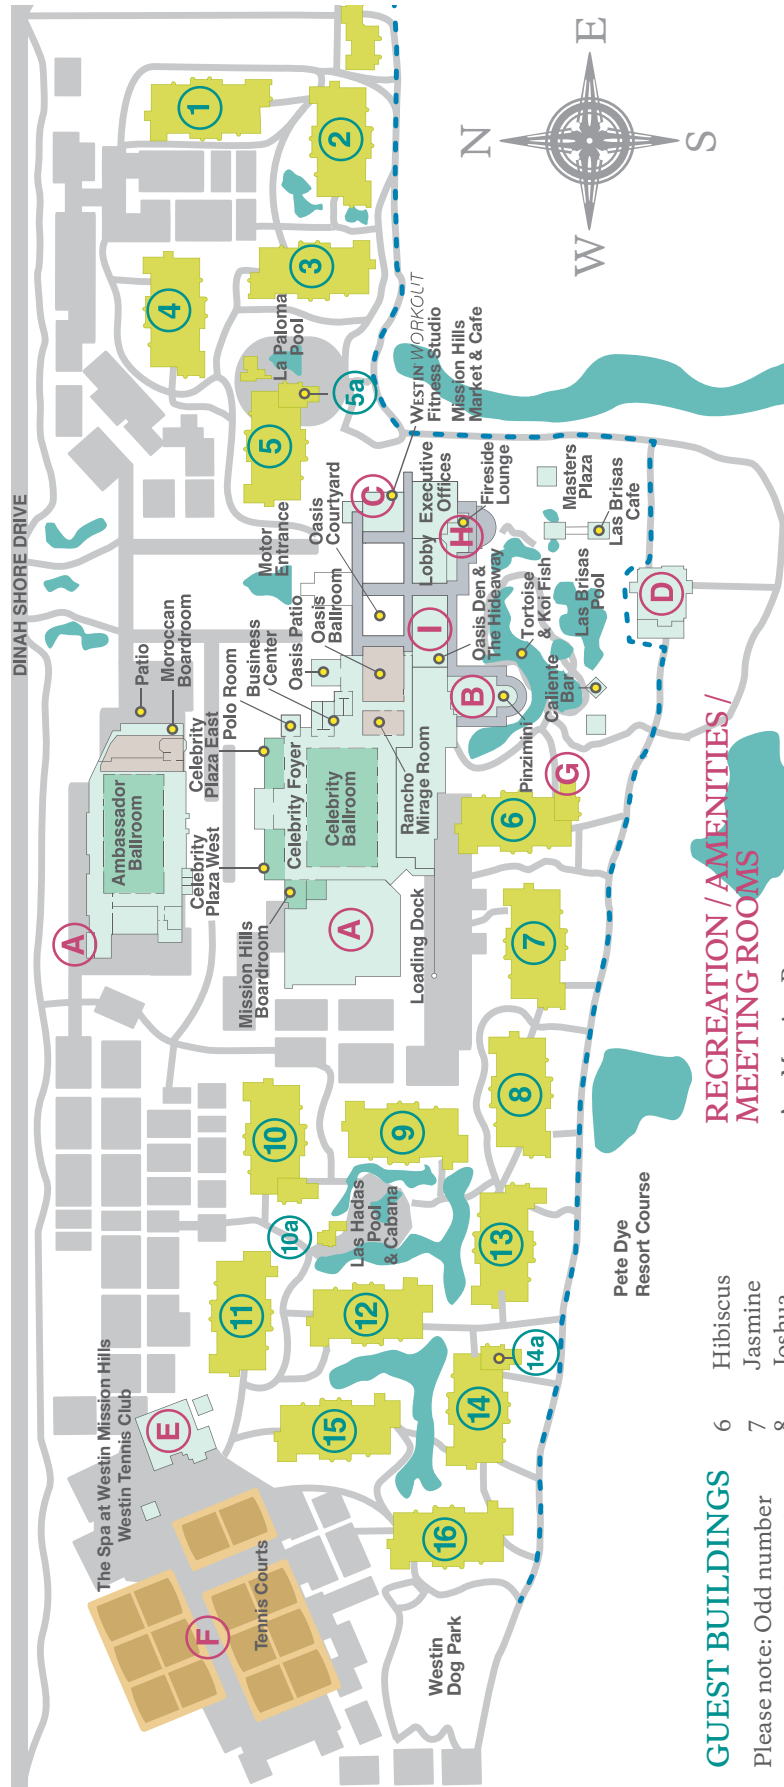 DINAH SHORE DRIVE
The Spa at Westin Mission Hills
Westin Tennis Club
E
F
Tennis Courts
Westin
Dog Park
16
15
14
14a
11
12
13
10
10a
Las Hadas
Pool
& Cabana
9
8
7
Pete Dye
Resort Course
A
Ambassador
Ballroom
Patio
Moroccan
Boardroom
Celebrity
Plaza West
Celebrity
Plaza East
Mission Hills
Boardroom
A
Loading Dock
Celebrity Foyer
Celebrity
Ballroom
Polo Room
Business
Center
Oasis Patio
Oasis
Ballroom
Rancho
Mirage Room
Motor
Entrance
Oasis
Courtyard
Lobby
Executive
Offices
C
H
I
B
Fireside
Lounge
Oasis Den &
The Hideaway
Pinzimini
6
G
Tortoise
& Koi Fish
Caliente
Bar
Las Brisas
Pool
Las Brisas
Cafe
Masters
Plaza
D
WESTIN WORKOUT
Fitness Studio
Mission Hills
Market & Cafe
5
5a
La Paloma
Pool
4
3
2
1
N
E
S
W
GUEST BUILDINGS
Please note: Odd number
6 Hibiscus
7 Jasmine
8 Joshua
RECREATION / AMENITIES /
MEETING ROOMS